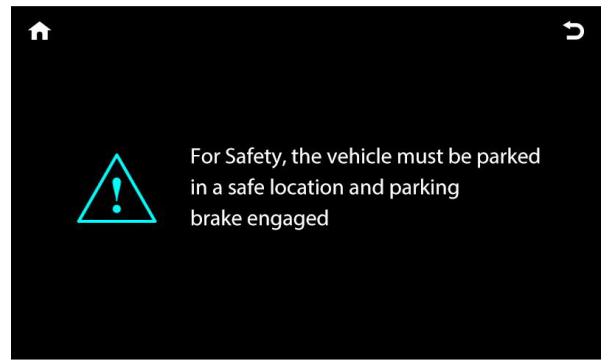 For Safety, the vehicle must be parked
in a safe location and parking
brake engaged